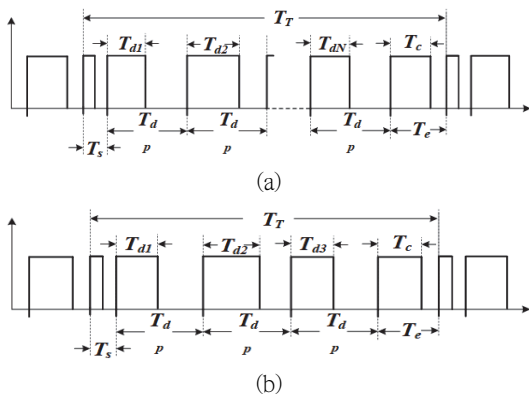 T_T
T_d1 T_d2 T_dN T_c
T_d T_d T_d
T_s p p p T_e
(a)
T_T
T_d1 T_d2 T_d3 T_c
T_d T_d T_d
T_s p p p T_e
(b)